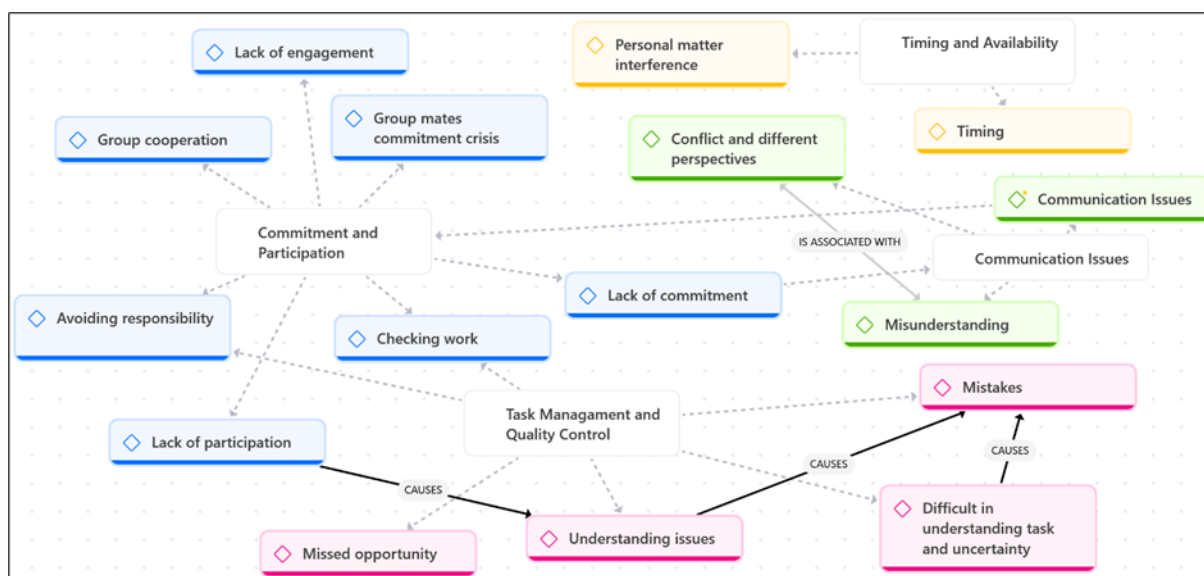 Lack of engagement
Personal matter
interference
Timing and Availability
Group cooperation
Group mates
commitment crisis
Conflict and different
perspectives
Timing
Communication Issues
Commitment and
Participation
IS ASSOCIATED WITH
Communication Issues
Lack of commitment
Avoiding responsibility
Checking work
Misunderstanding
Mistakes
Task Managament and
Quality Control
Lack of participation
CAUSES
CAUSES
CAUSES
Difficult in
understanding task
and uncertainty
Missed opportunity
Understanding issues